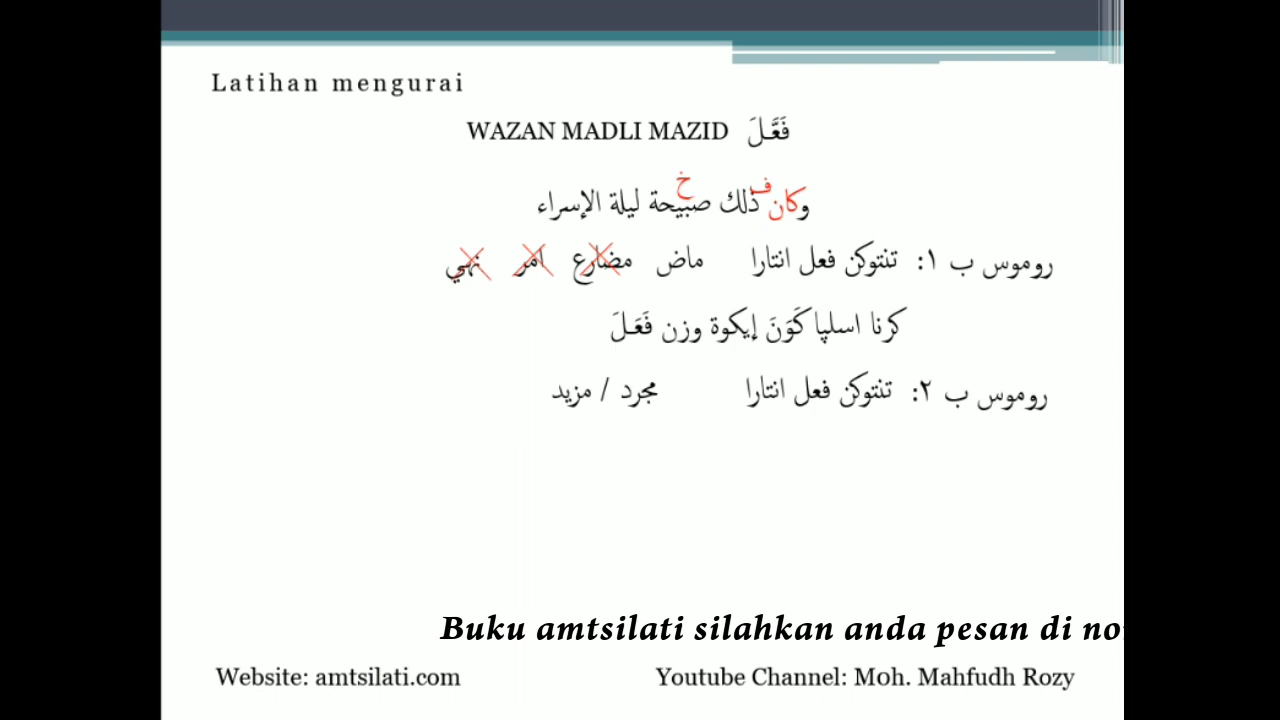 Latihan mengurai
WAZAN MADLI MAZID فَعَّلَ
ف خ
وكان ذلك صبيحة ليلة الإسراء
روموس ب ١: تنتوكن فعل انتارا ماض مضارع امر نهي
كرنا اسلپا كَوَنَ إيكوة وزن فَعَلَ
روموس ب ٢: تنتوكن فعل انتارا مجرد / مزيد
Buku amtsilati silahkan anda pesan di no
Website: amtsilati.com Youtube Channel: Moh. Mahfudh Rozy